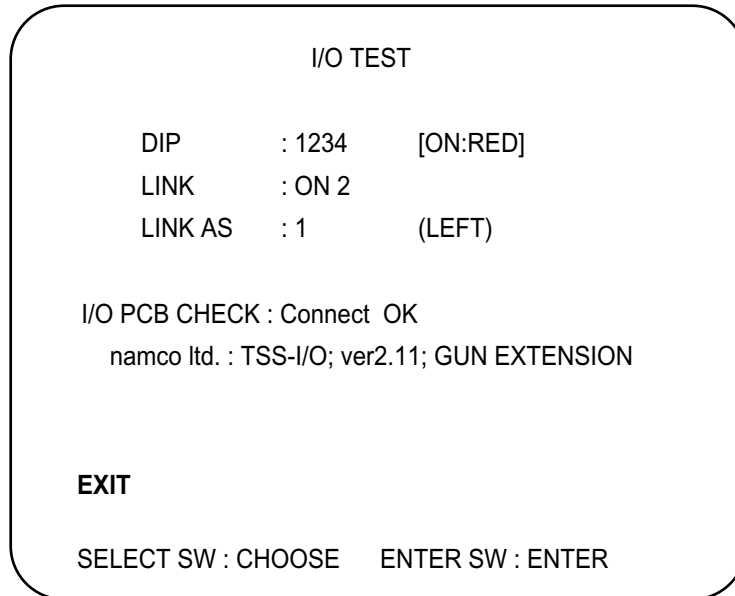 I/O TEST
DIP : 1234 [ON:RED]
LINK : ON 2
LINK AS : 1 (LEFT)
I/O PCB CHECK : Connect OK
namco ltd. : TSS-I/O; ver2.11; GUN EXTENSION
EXIT
SELECT SW : CHOOSE ENTER SW : ENTER